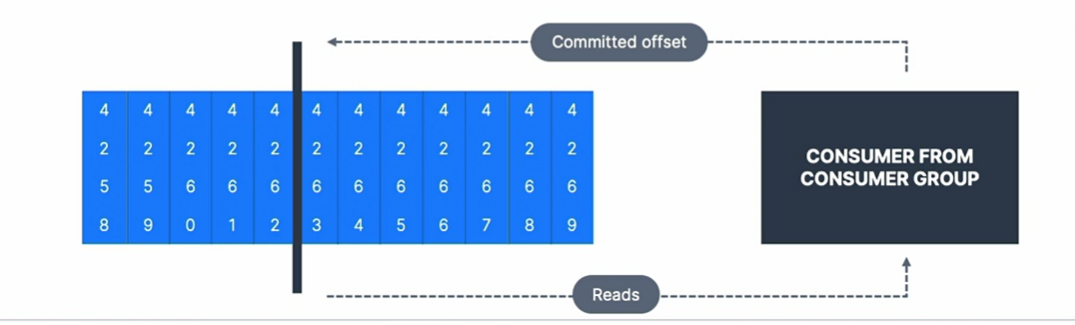 Committed offset
4 4 4 4 4 4 4 4 4 4 4 4
2 2 2 2 2 2 2 2 2 2 2 2
5 5 6 6 6 6 6 6 6 6 6 6
8 9 0 1 2 3 4 5 6 7 8 9
CONSUMER FROM
CONSUMER GROUP
Reads